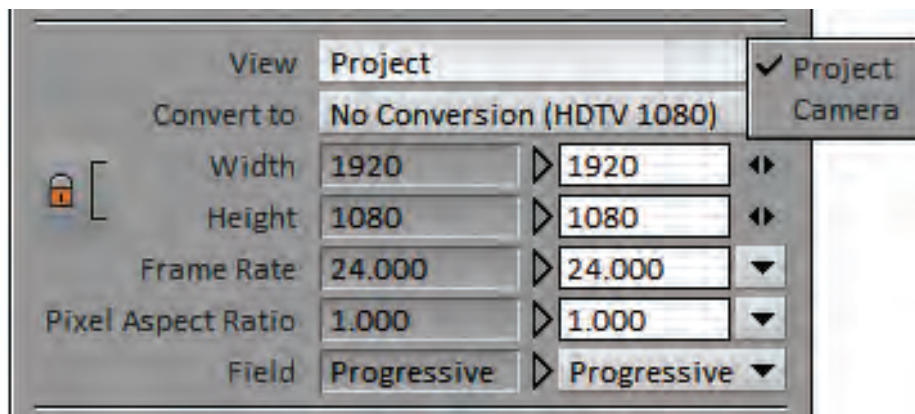 View Project
Project
Convert to No Conversion (HDTV 1080)
Camera
Width 1920 1920
Height 1080 1080
Frame Rate 24.000 24.000
Pixel Aspect Ratio 1.000 1.000
Field Progressive Progressive